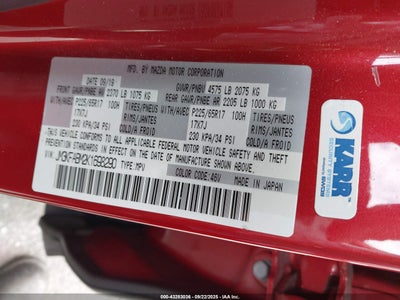 MFD. BY MAZDA MOTOR CORPORATION
DATE 09/19
GVWR/PNBV 4575 LB 2075 KG
GAWR FRONT/PNBE AV 2370 LB 1075 KG
GAWR REAR/PNBE AR 2205 LB 1000 KG
WITH/AVEC P225/65R17 100H TIRES/PNEUS
17X7J RIMS/JANTES
230 KPA/34 PSI COLD/A FROID
WITH/AVEC P225/65R17 100H TIRES/PNEUS
17X7J RIMS/JANTES
230 KPA/34 PSI COLD/A FROID
THIS VEHICLE CONFORMS TO ALL APPLICABLE FEDERAL MOTOR VEHICLE SAFETY, BUMPER,
AND THEFT PREVENTION STANDARDS IN EFFECT ON THE DATE OF MANUFACTURE SHOWN ABOVE.
TYPE: MPV
COLOR CODE: 46V
MADE IN JAPAN
KARR
SECURITY SYSTEMS
000-43283036 - 09/22/2025 - IAA Inc.